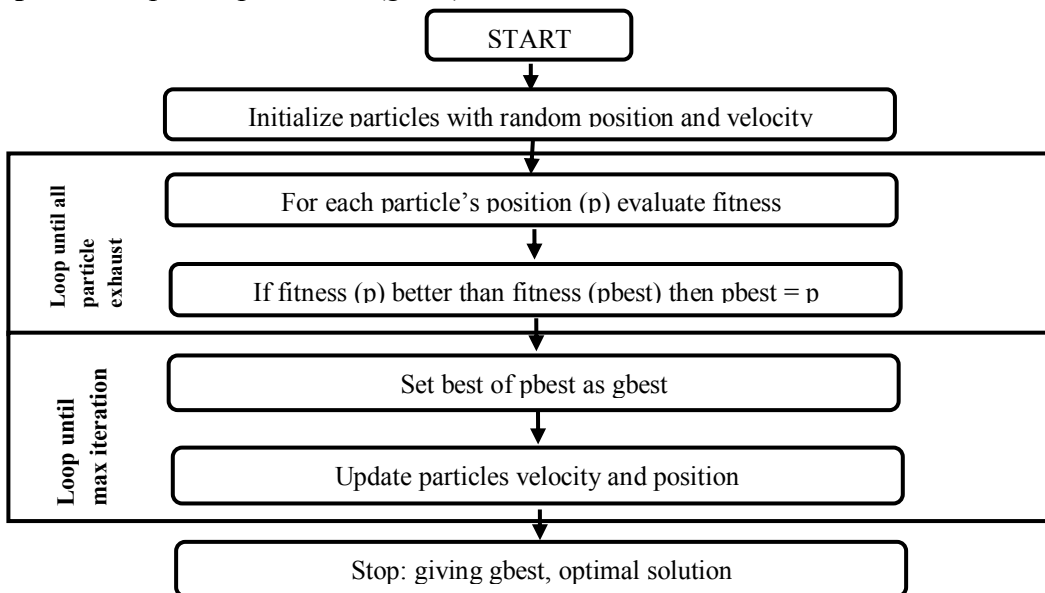 START
Initialize particles with random position and velocity
For each particle's position (p) evaluate fitness
Loop until all
particle
exhaust
If fitness (p) better than fitness (pbest) then pbest = p
Set best of pbest as gbest
Loop until
max iteration
Update particles velocity and position
Stop: giving gbest, optimal solution